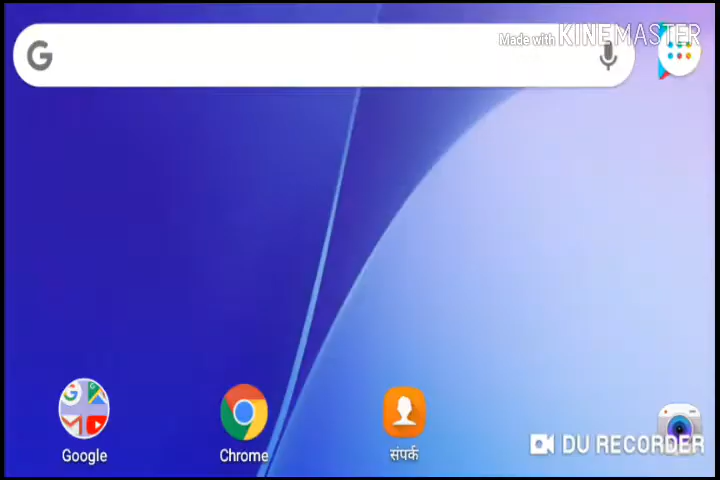 Made with KINEMASTER
Google
Chrome
संपर्क
DU RECORDER